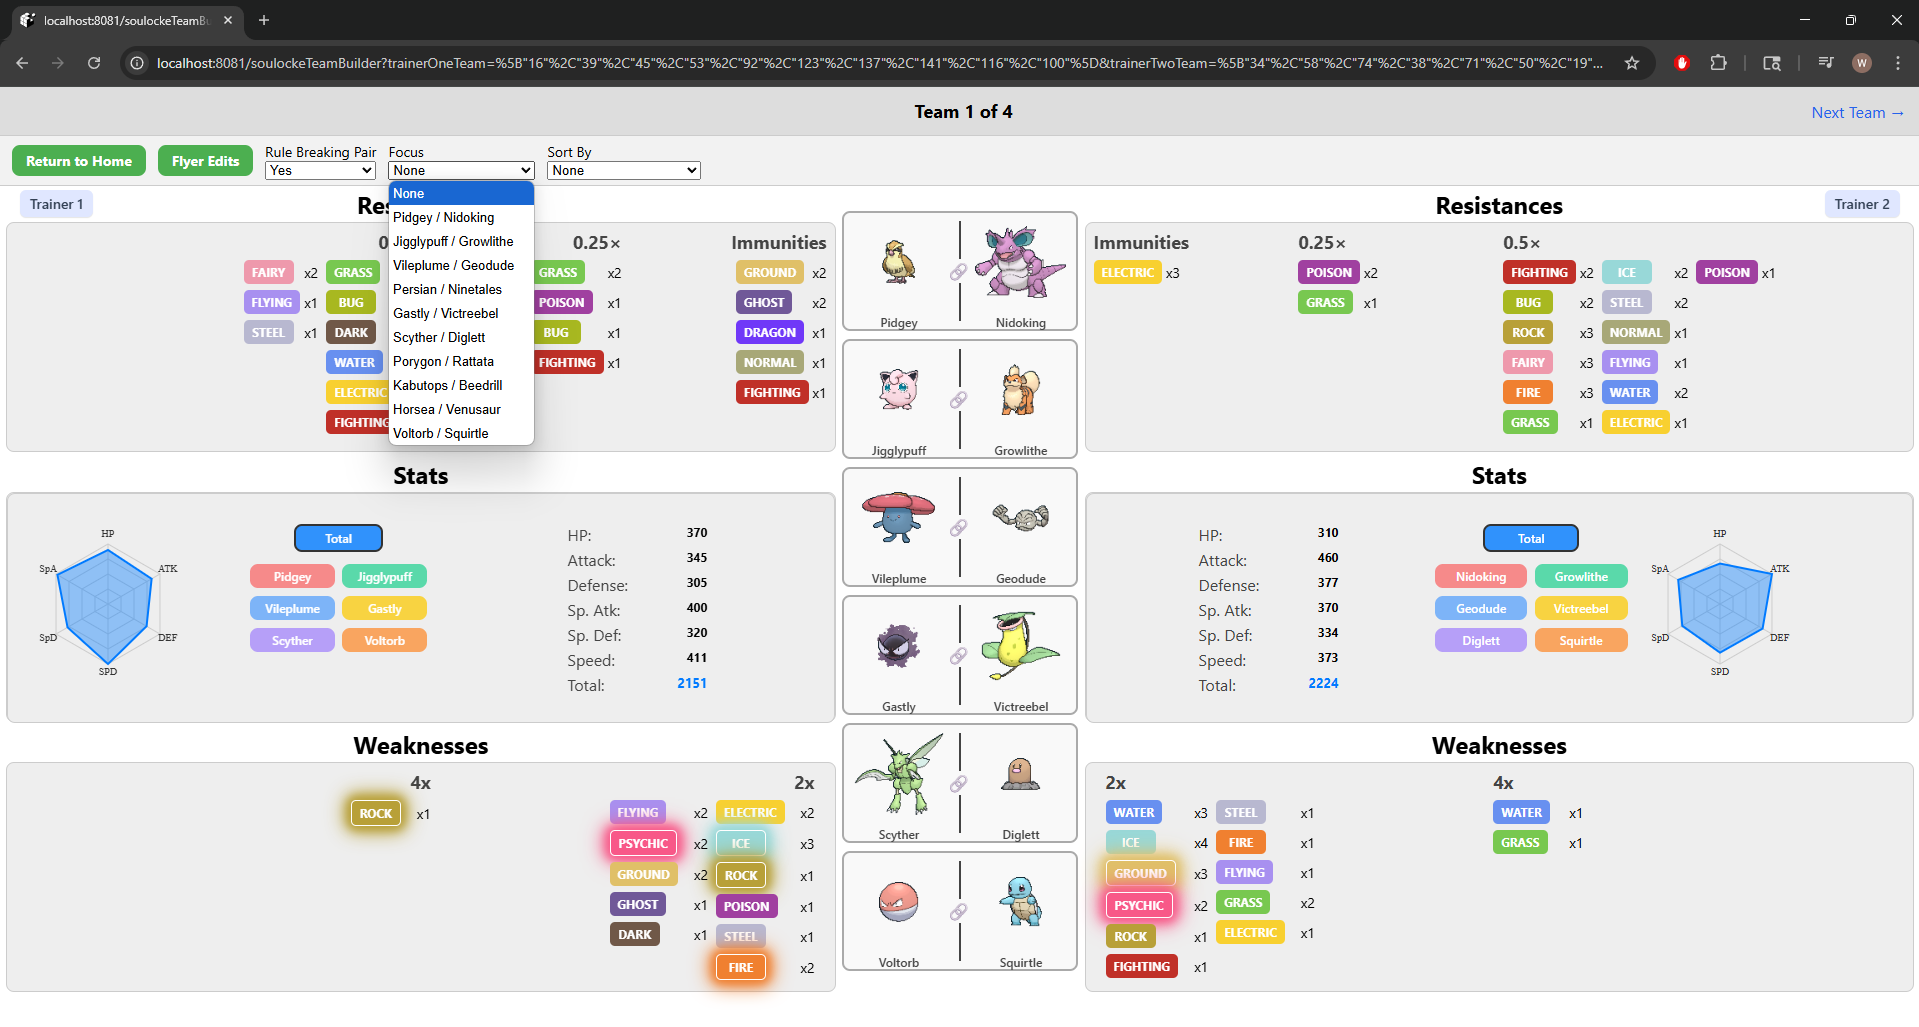 localhost:8081/soulockeTeamBu
localhost:8081/soulockeTeamBuilder?trainerOneTeam=%5B"16"%2C"39"%2C"45"%2C"53"%2C"92"%2C"123"%2C"137"%2C"141"%2C"116"%2C"100"%5D&trainerTwoTeam=%5B"34"%2C"58"%2C"74"%2C"38"%2C"71"%2C"50"%2C"19"...
W
Team 1 of 4
Next Team →
Return to Home
Flyer Edits
Rule Breaking Pair
Yes
Focus
None
Sort By
None
None
Pidgey / Nidoking
Jigglypuff / Growlithe
Vileplume / Geodude
Persian / Ninetales
Gastly / Victreebel
Scyther / Diglett
Porygon / Rattata
Kabutops / Beedrill
Horsea / Venusaur
Voltorb / Squirtle
Trainer 1
Res
0
0.25×
Immunities
FAIRY x2 GRASS
FLYING x1 BUG
STEEL x1 DARK
WATER
ELECTRIC
FIGHTING
GRASS x2
POISON x1
BUG x1
FIGHTING x1
GROUND x2
GHOST x2
DRAGON x1
NORMAL x1
FIGHTING x1
Stats
HP
ATK
DEF
SPD
SpD
SpA
Total
Pidgey Jigglypuff
Vileplume Gastly
Scyther Voltorb
HP: 370
Attack: 345
Defense: 305
Sp. Atk: 400
Sp. Def: 320
Speed: 411
Total: 2151
Weaknesses
4x
ROCK x1
2x
FLYING x2 ELECTRIC x2
PSYCHIC x2 ICE x3
GROUND x2 ROCK x1
GHOST x1 POISON x1
DARK x1 STEEL x1
FIRE x2
Pidgey Nidoking
Jigglypuff Growlithe
Vileplume Geodude
Gastly Victreebel
Scyther Diglett
Voltorb Squirtle
Resistances
Trainer 2
Immunities
ELECTRIC x3
0.25×
POISON x2
GRASS x1
0.5×
FIGHTING x2 ICE x2 POISON x1
BUG x2 STEEL x2
ROCK x3 NORMAL x1
FAIRY x3 FLYING x1
FIRE x3 WATER x2
GRASS x1 ELECTRIC x1
Stats
HP: 310
Attack: 460
Defense: 377
Sp. Atk: 370
Sp. Def: 334
Speed: 373
Total: 2224
Total
Nidoking Growlithe
Geodude Victreebel
Diglett Squirtle
HP
ATK
DEF
SPD
SpD
SpA
Weaknesses
2x
WATER x3 STEEL x1
ICE x4 FIRE x1
GROUND x3 FLYING x1
PSYCHIC x2 GRASS x2
ROCK x1 ELECTRIC x1
FIGHTING x1
4x
WATER x1
GRASS x1